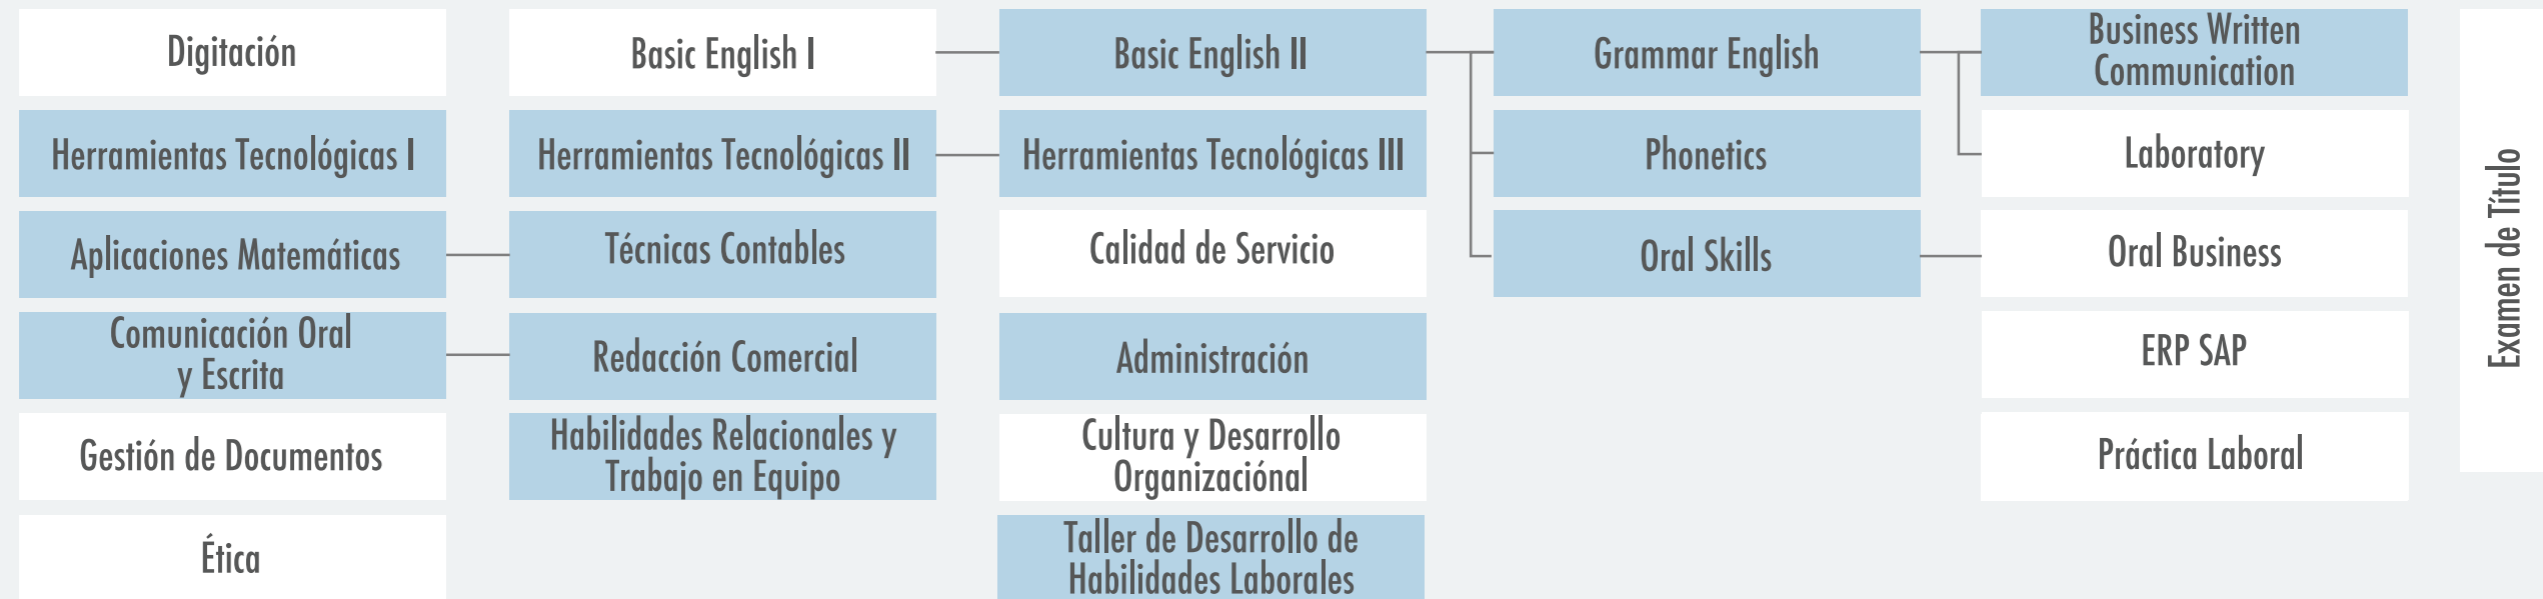 Digitación
Herramientas Tecnológicas I
Aplicaciones Matemáticas
Comunicación Oral
y Escrita
Gestión de Documentos
Ética
Basic English I
Herramientas Tecnológicas II
Técnicas Contables
Redacción Comercial
Habilidades Relacionales y
Trabajo en Equipo
Basic English II
Herramientas Tecnológicas III
Calidad de Servicio
Administración
Cultura y Desarrollo
Organizaciónal
Taller de Desarrollo de
Habilidades Laborales
Grammar English
Phonetics
Oral Skills
Business Written
Communication
Laboratory
Oral Business
ERP SAP
Práctica Laboral
Examen de Título